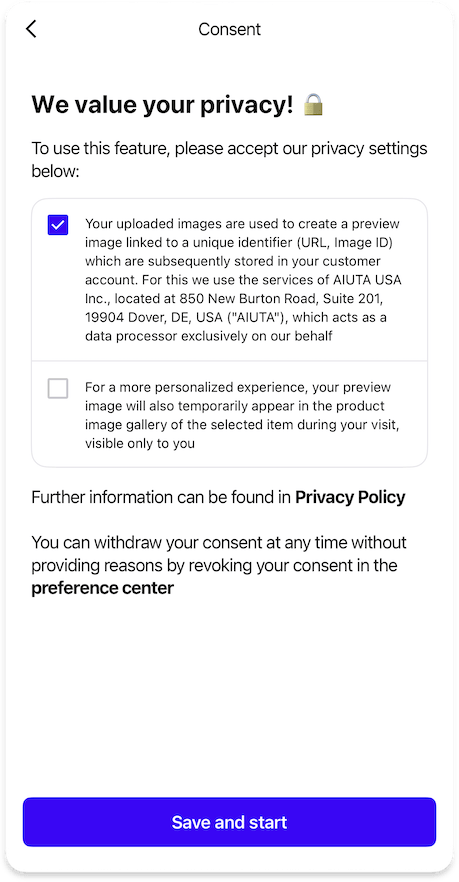 Consent
We value your privacy! 🔒
To use this feature, please accept our privacy settings
below:
Your uploaded images are used to create a preview
image linked to a unique identifier (URL, Image ID)
which are subsequently stored in your customer
account. For this we use the services of AIUTA USA
Inc., located at 850 New Burton Road, Suite 201,
19904 Dover, DE, USA ("AIUTA"), which acts as a
data processor exclusively on our behalf
For a more personalized experience, your preview
image will also temporarily appear in the product
image gallery of the selected item during your visit,
visible only to you
Further information can be found in Privacy Policy
You can withdraw your consent at any time without
providing reasons by revoking your consent in the
preference center
Save and start